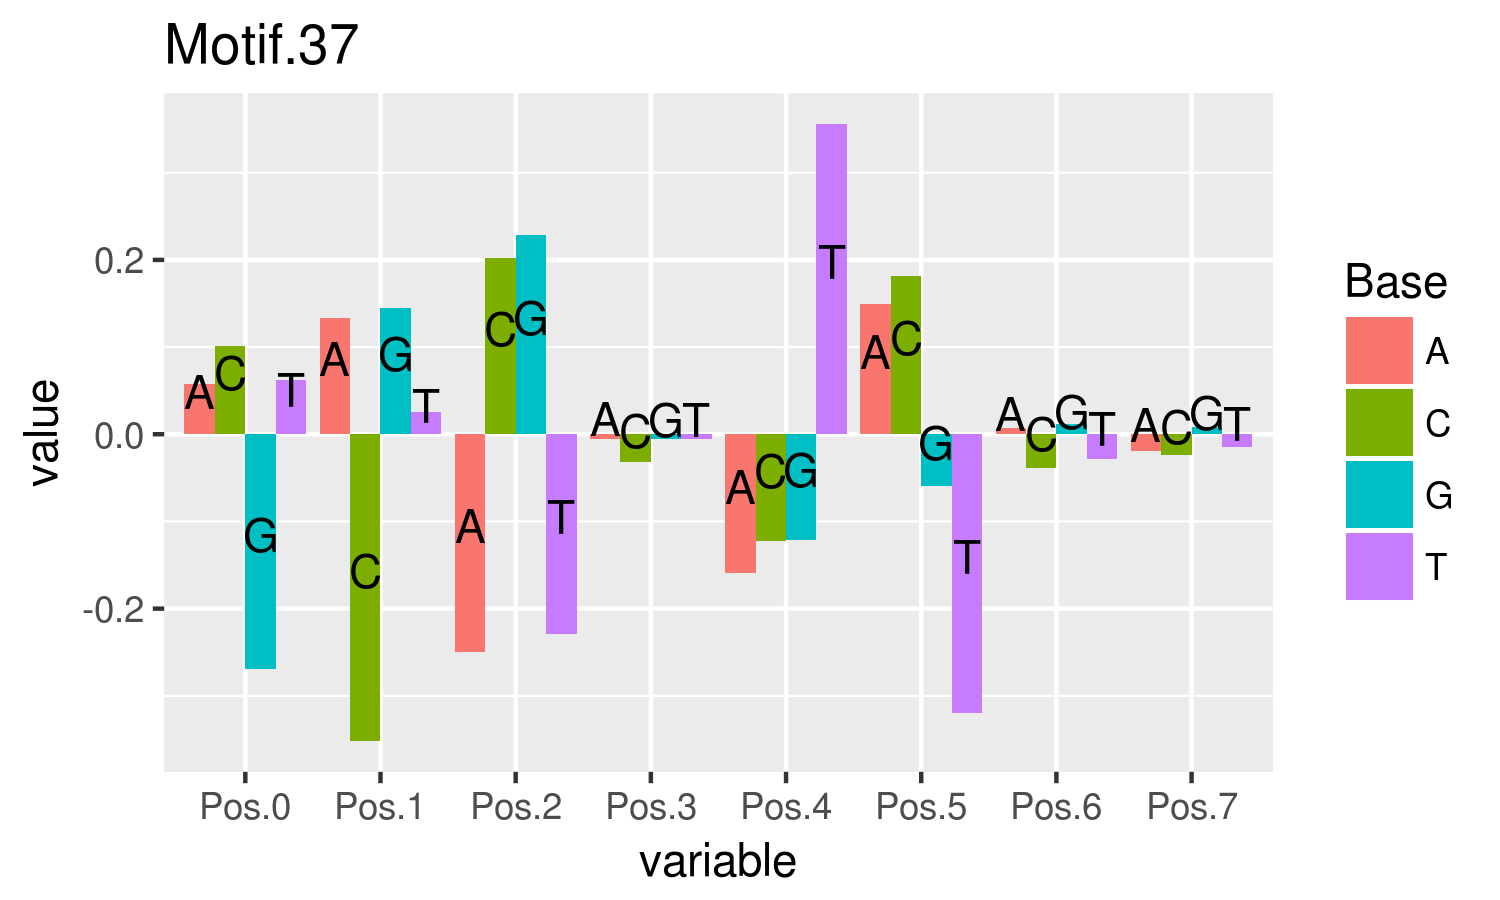 Motif.37
value
0.2
0.0
-0.2
A C G T
A C G T
A C G T
A C G T
A C G T
A C G T
A C G T
A C G T
Pos.0 Pos.1 Pos.2 Pos.3 Pos.4 Pos.5 Pos.6 Pos.7
variable
Base
A
C
G
T